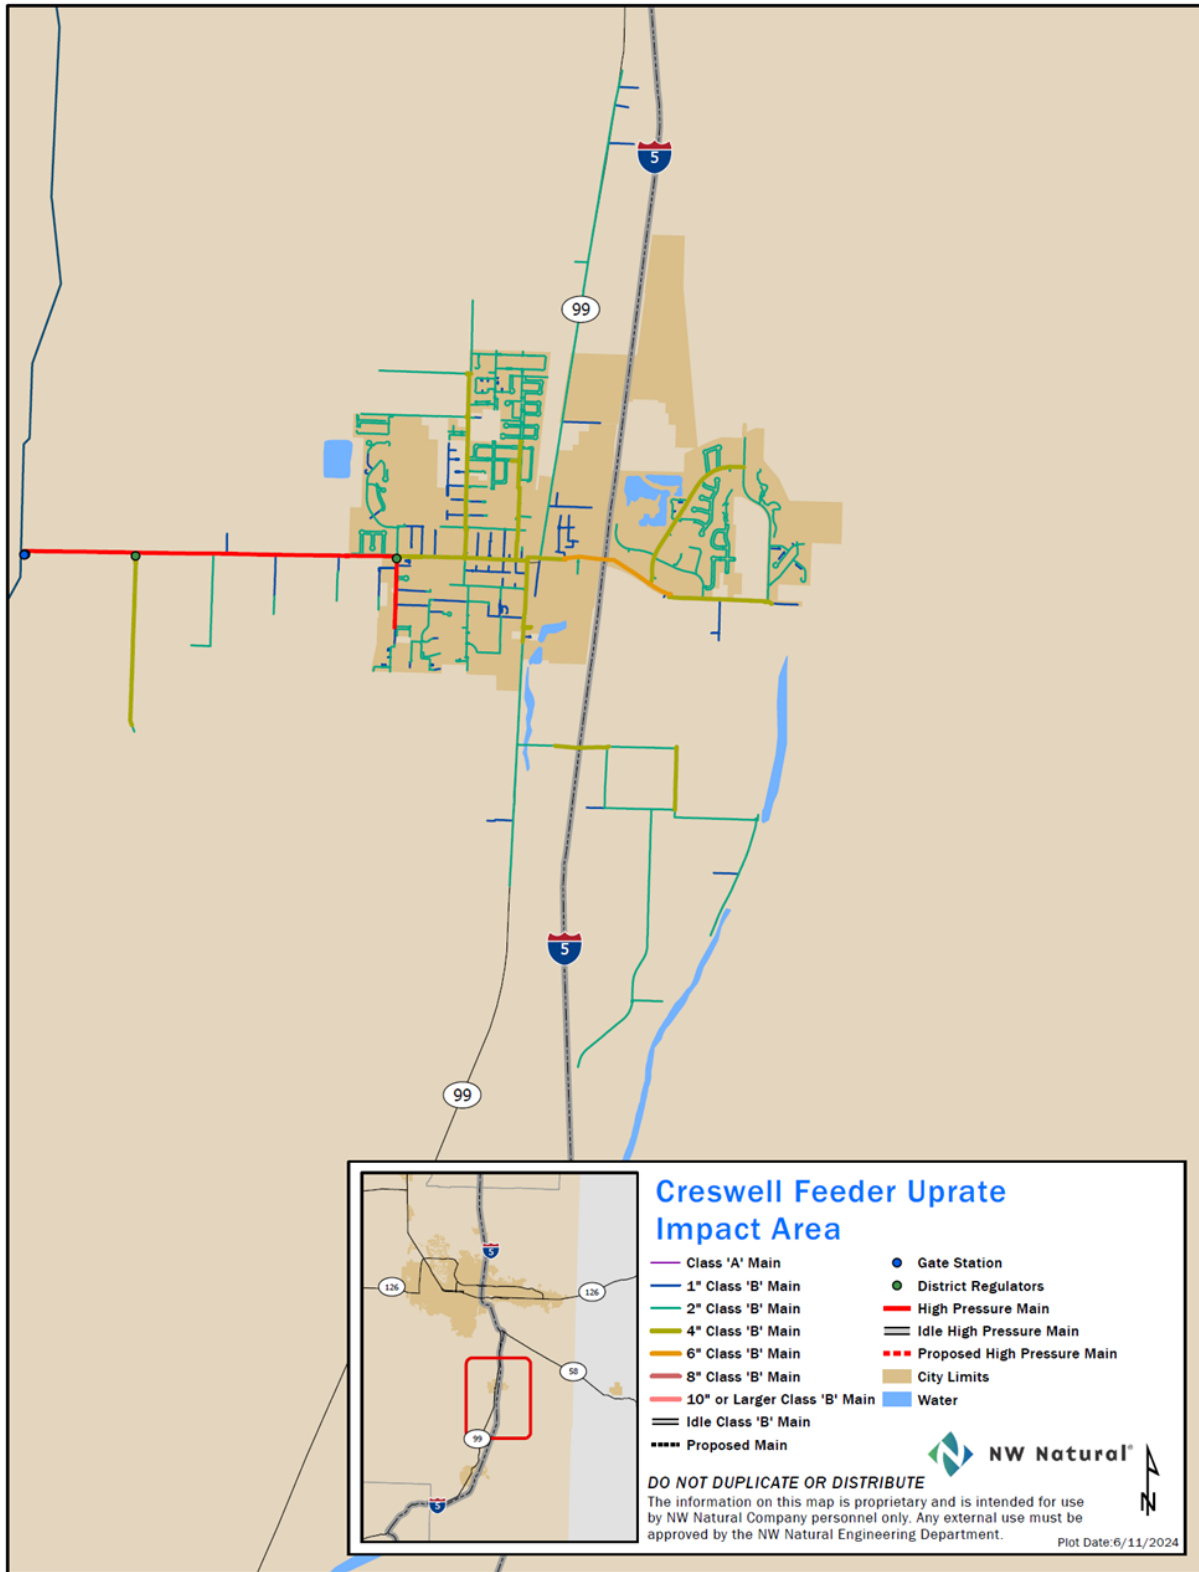 5
99
5
99
Creswell Feeder Uprate
Impact Area
Class 'A' Main
1" Class 'B' Main
2" Class 'B' Main
4" Class 'B' Main
6" Class 'B' Main
8" Class 'B' Main
10" or Larger Class 'B' Main
Idle Class 'B' Main
Proposed Main
Gate Station
District Regulators
High Pressure Main
Idle High Pressure Main
Proposed High Pressure Main
City Limits
Water
5
126
126
58
99
5
NW Natural®
N
DO NOT DUPLICATE OR DISTRIBUTE
The information on this map is proprietary and is intended for use
by NW Natural Company personnel only. Any external use must be
approved by the NW Natural Engineering Department.
Plot Date:6/11/2024